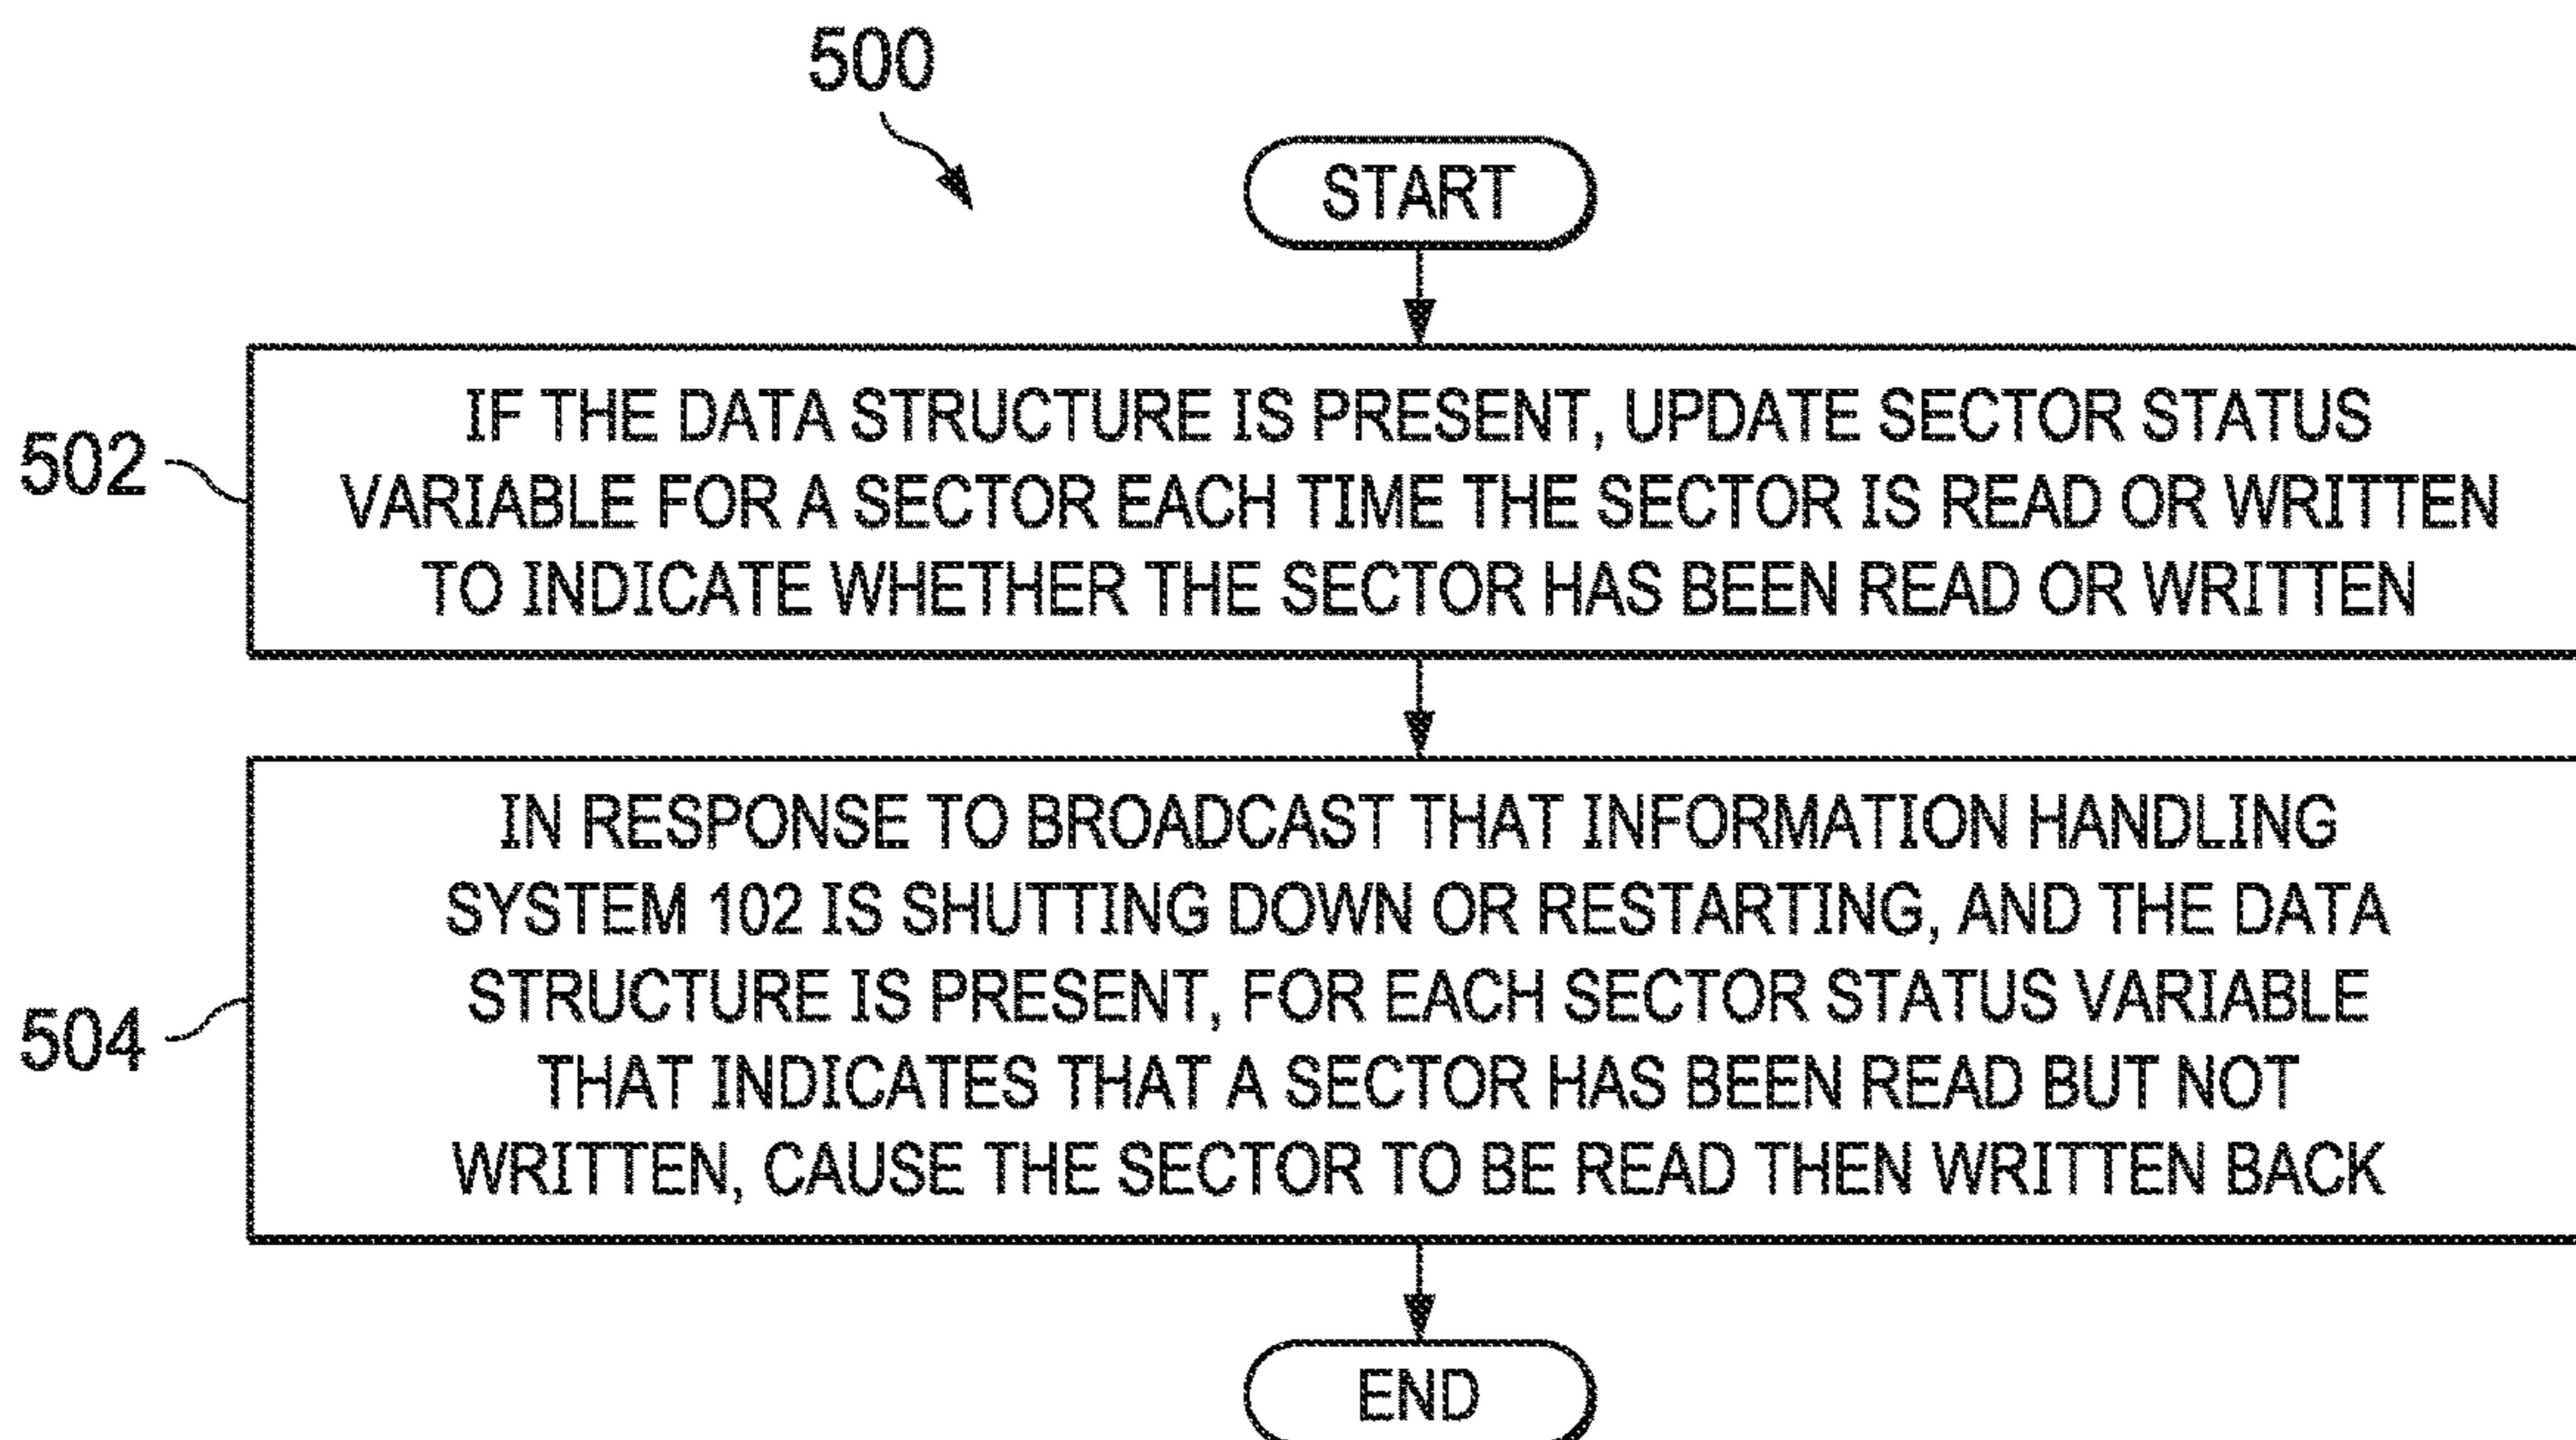 500
START
502
IF THE DATA STRUCTURE IS PRESENT, UPDATE SECTOR STATUS
VARIABLE FOR A SECTOR EACH TIME THE SECTOR IS READ OR WRITTEN
TO INDICATE WHETHER THE SECTOR HAS BEEN READ OR WRITTEN
504
IN RESPONSE TO BROADCAST THAT INFORMATION HANDLING
SYSTEM 102 IS SHUTTING DOWN OR RESTARTING, AND THE DATA
STRUCTURE IS PRESENT, FOR EACH SECTOR STATUS VARIABLE
THAT INDICATES THAT A SECTOR HAS BEEN READ BUT NOT
WRITTEN, CAUSE THE SECTOR TO BE READ THEN WRITTEN BACK
END